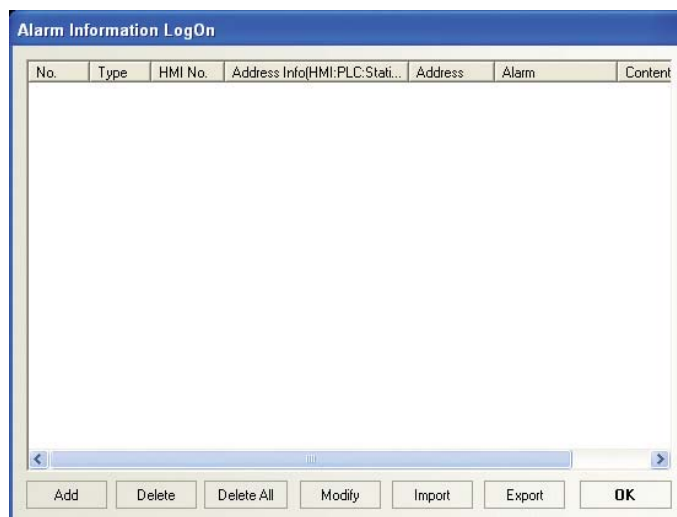 Alarm Information LogOn
No. Type HMI No. Address Info(HMI:PLC:Stati... Address Alarm Content
Add Delete Delete All Modify Import Export OK